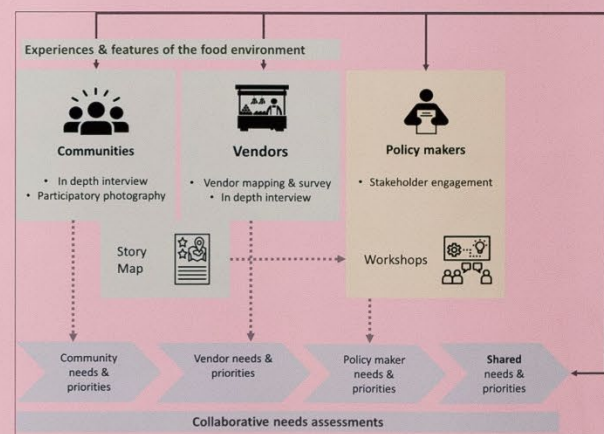 Experiences & features of the food environment
Communities
• In depth interview
• Participatory photography
Vendors
• Vendor mapping & survey
• In depth interview
Policy makers
• Stakeholder engagement
Story
Map
Workshops
Community
needs &
priorities
Vendor needs &
priorities
Policy maker
needs &
priorities
Shared
needs &
priorities
Collaborative needs assessments